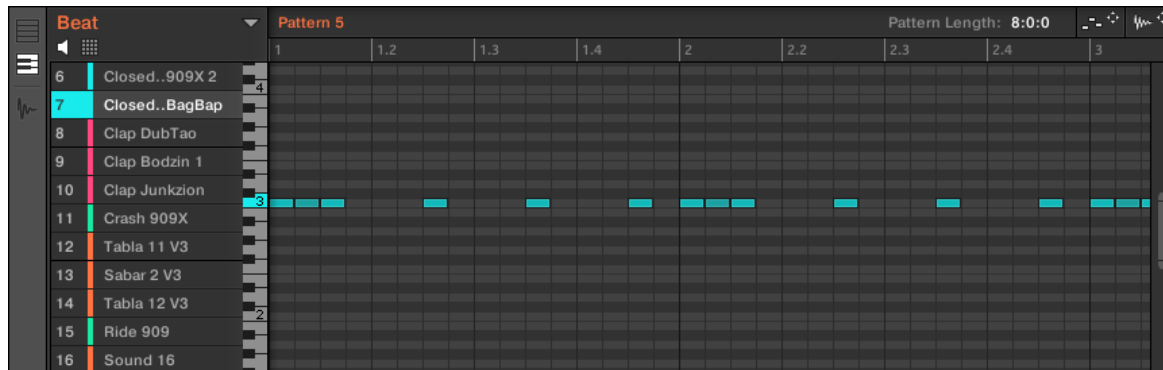 Beat Pattern 5 Pattern Length: 8:0:0
1 1.2 1.3 1.4 2 2.2 2.3 2.4 3
6 Closed..909X 2
4
7 Closed..BagBap
8 Clap DubTao
9 Clap Bodzin 1
10 Clap Junkzion
3
11 Crash 909X
12 Tabla 11 V3
13 Sabar 2 V3
14 Tabla 12 V3
2
15 Ride 909
16 Sound 16